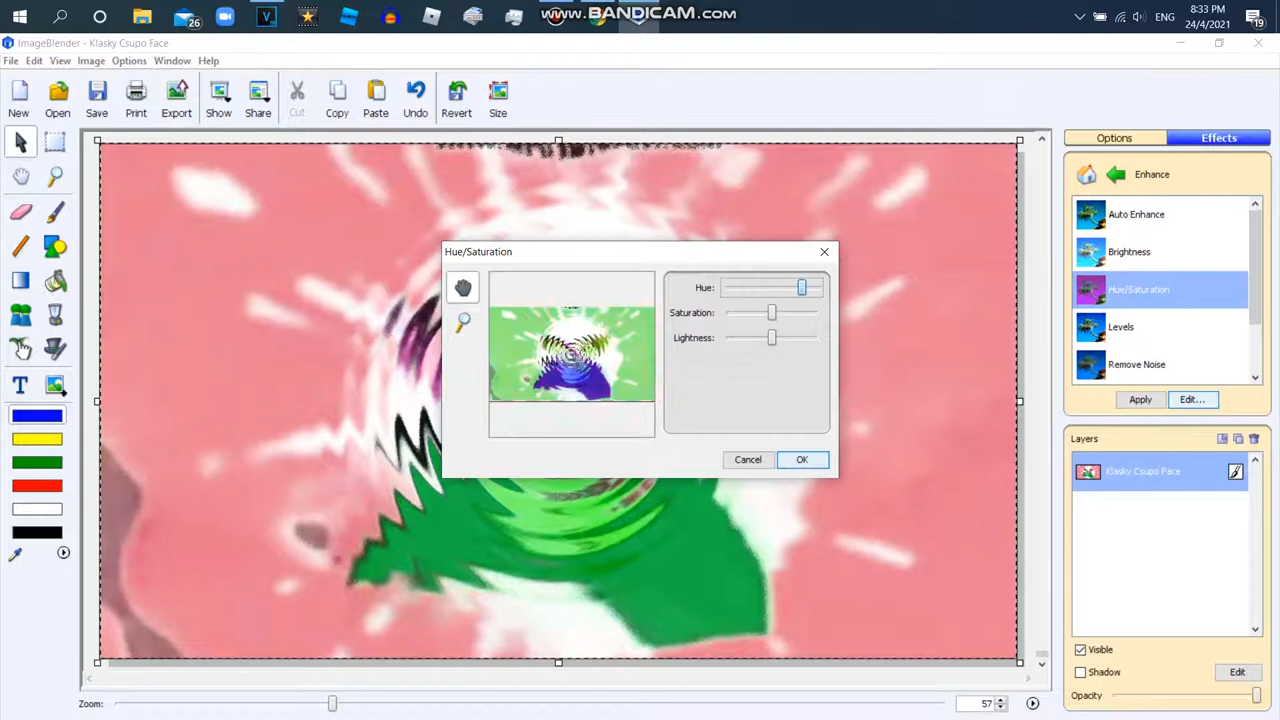 26
www.BANDICAM.com
ENG
8:33 PM
24/4/2021
19
ImageBlender - Klasky Csupo Face
File Edit View Image Options Window Help
New Open Save Print Export Show Share Cut Copy Paste Undo Revert Size
Options Effects
Enhance
Auto Enhance
Brightness
Hue/Saturation
Levels
Remove Noise
Apply Edit...
Hue/Saturation
Hue:
Saturation:
Lightness:
Cancel OK
T
Layers
Klasky Csupo Face
Visible
Shadow Edit
Opacity
Zoom: 57